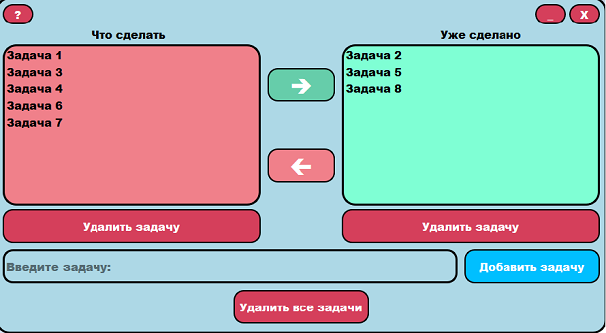 ?
_
X
Что сделать
Уже сделано
Задача 1
Задача 3
Задача 4
Задача 6
Задача 7
Задача 2
Задача 5
Задача 8
Удалить задачу
Удалить задачу
Введите задачу:
Добавить задачу
Удалить все задачи